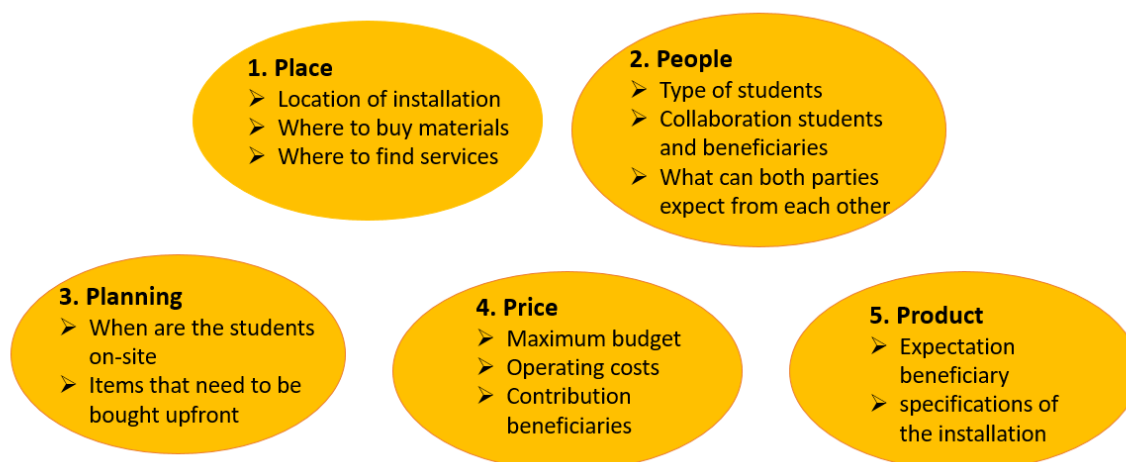 1. Place
➢ Location of installation
➢ Where to buy materials
➢ Where to find services
2. People
➢ Type of students
➢ Collaboration students
and beneficiaries
➢ What can both parties
expect from each other
3. Planning
➢ When are the students
on-site
➢ Items that need to be
bought upfront
4. Price
➢ Maximum budget
➢ Operating costs
➢ Contribution
beneficiaries
5. Product
➢ Expectation
beneficiary
➢ specifications of
the installation